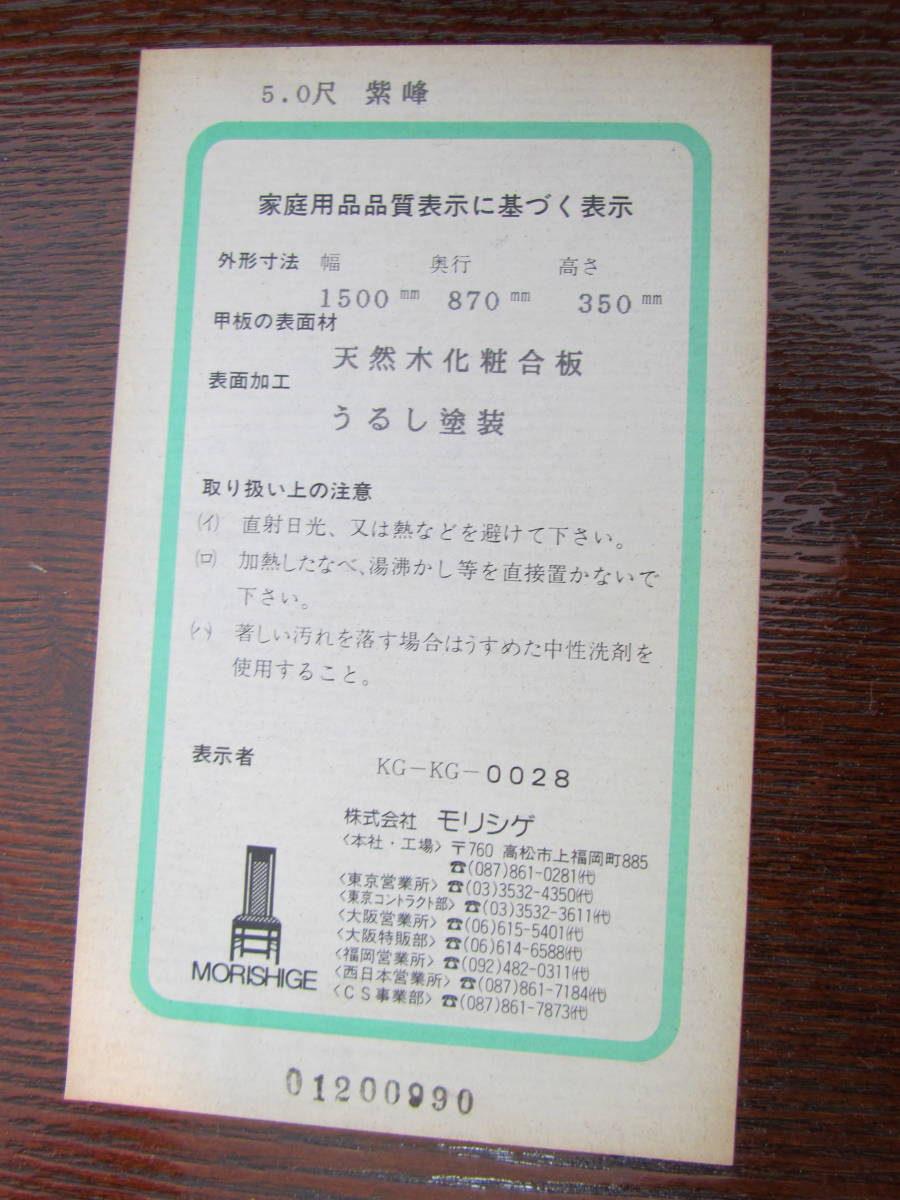 5.0尺 紫峰
家庭用品品質表示に基づく表示
外形寸法 幅 奥行 高さ
1500mm 870mm 350mm
甲板の表面材
天然木化粧合板
表面加工
うるし塗装
取り扱い上の注意
(イ) 直射日光、又は熱などを避けて下さい。
(ロ) 加熱したなべ、湯沸かし等を直接置かないで
下さい。
(ハ) 著しい汚れを落す場合はうすめた中性洗剤を
使用すること。
表示者 KG-KG-0028
株式会社 モリシゲ
〈本社・工場〉〒760 高松市上福岡町885
☎(087)861-0281㈹
〈東京営業所〉☎(03)3532-4350㈹
〈東京コントラクト部〉☎(03)3532-3611㈹
〈大阪営業所〉☎(06)615-5401㈹
〈大阪特販部〉☎(06)614-6588㈹
〈福岡営業所〉☎(092)482-0311㈹
〈西日本営業所〉☎(087)861-7184㈹
〈CS事業部〉☎(087)861-7873㈹
MORISHIGE
01200990